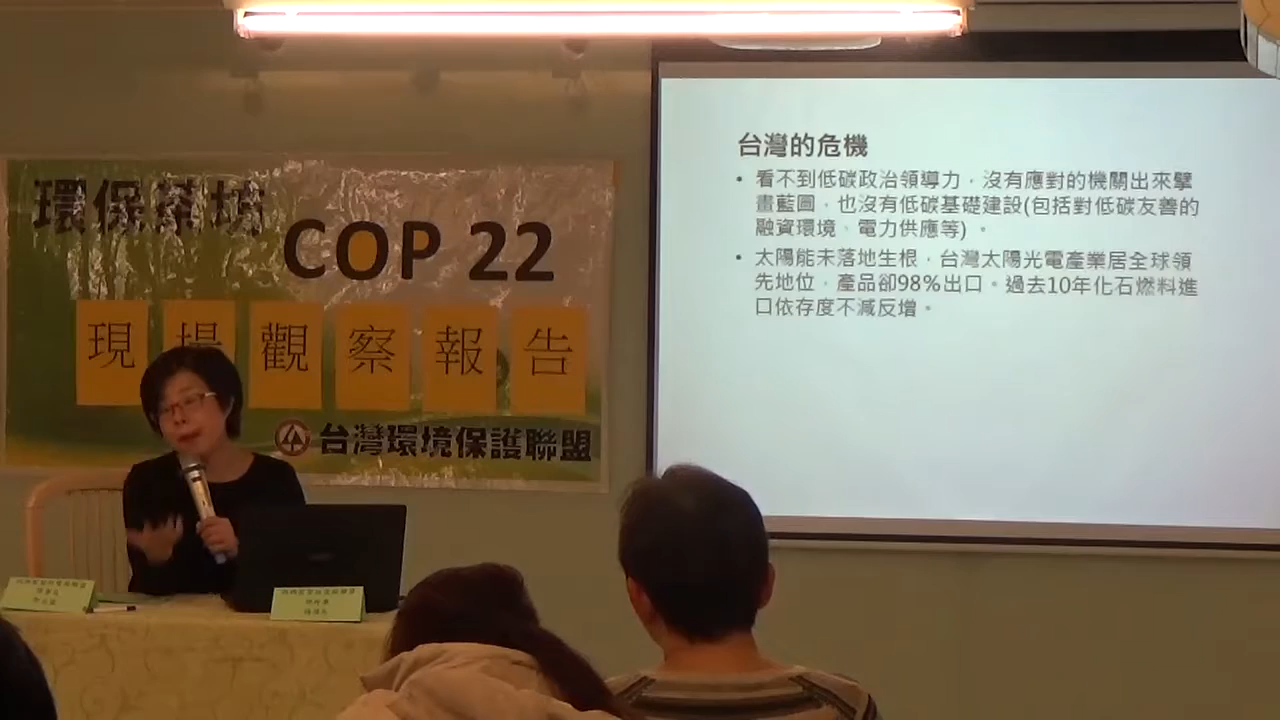 環保茶坊
COP 22
現場觀察報告
台灣環境保護聯盟
台灣的危機
• 看不到低碳政治領導力，沒有應對的機關出來擘
畫藍圖，也沒有低碳基礎建設(包括對低碳友善的
融資環境、電力供應等) 。
• 太陽能未落地生根，台灣太陽光電產業居全球領
先地位，產品卻98%出口。過去10年化石燃料進
口依存度不減反增。